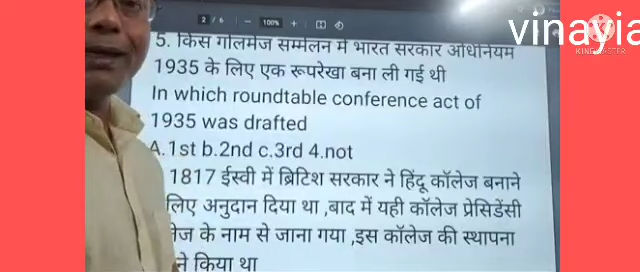 2 / 6 − 100% +
vinayia
KINEMASTER
5. किस गोलमेज सम्मेलन में भारत सरकार अधिनियम
1935 के लिए एक रूपरेखा बना ली गई थी
In which roundtable conference act of
1935 was drafted
A.1st b.2nd c.3rd 4.not
1817 ईस्वी में ब्रिटिश सरकार ने हिंदू कॉलेज बनाने
लिए अनुदान दिया था ,बाद में यही कॉलेज प्रेसिडेंसी
के नाम से जाना गया ,इस कॉलेज की स्थापना
ने किया था